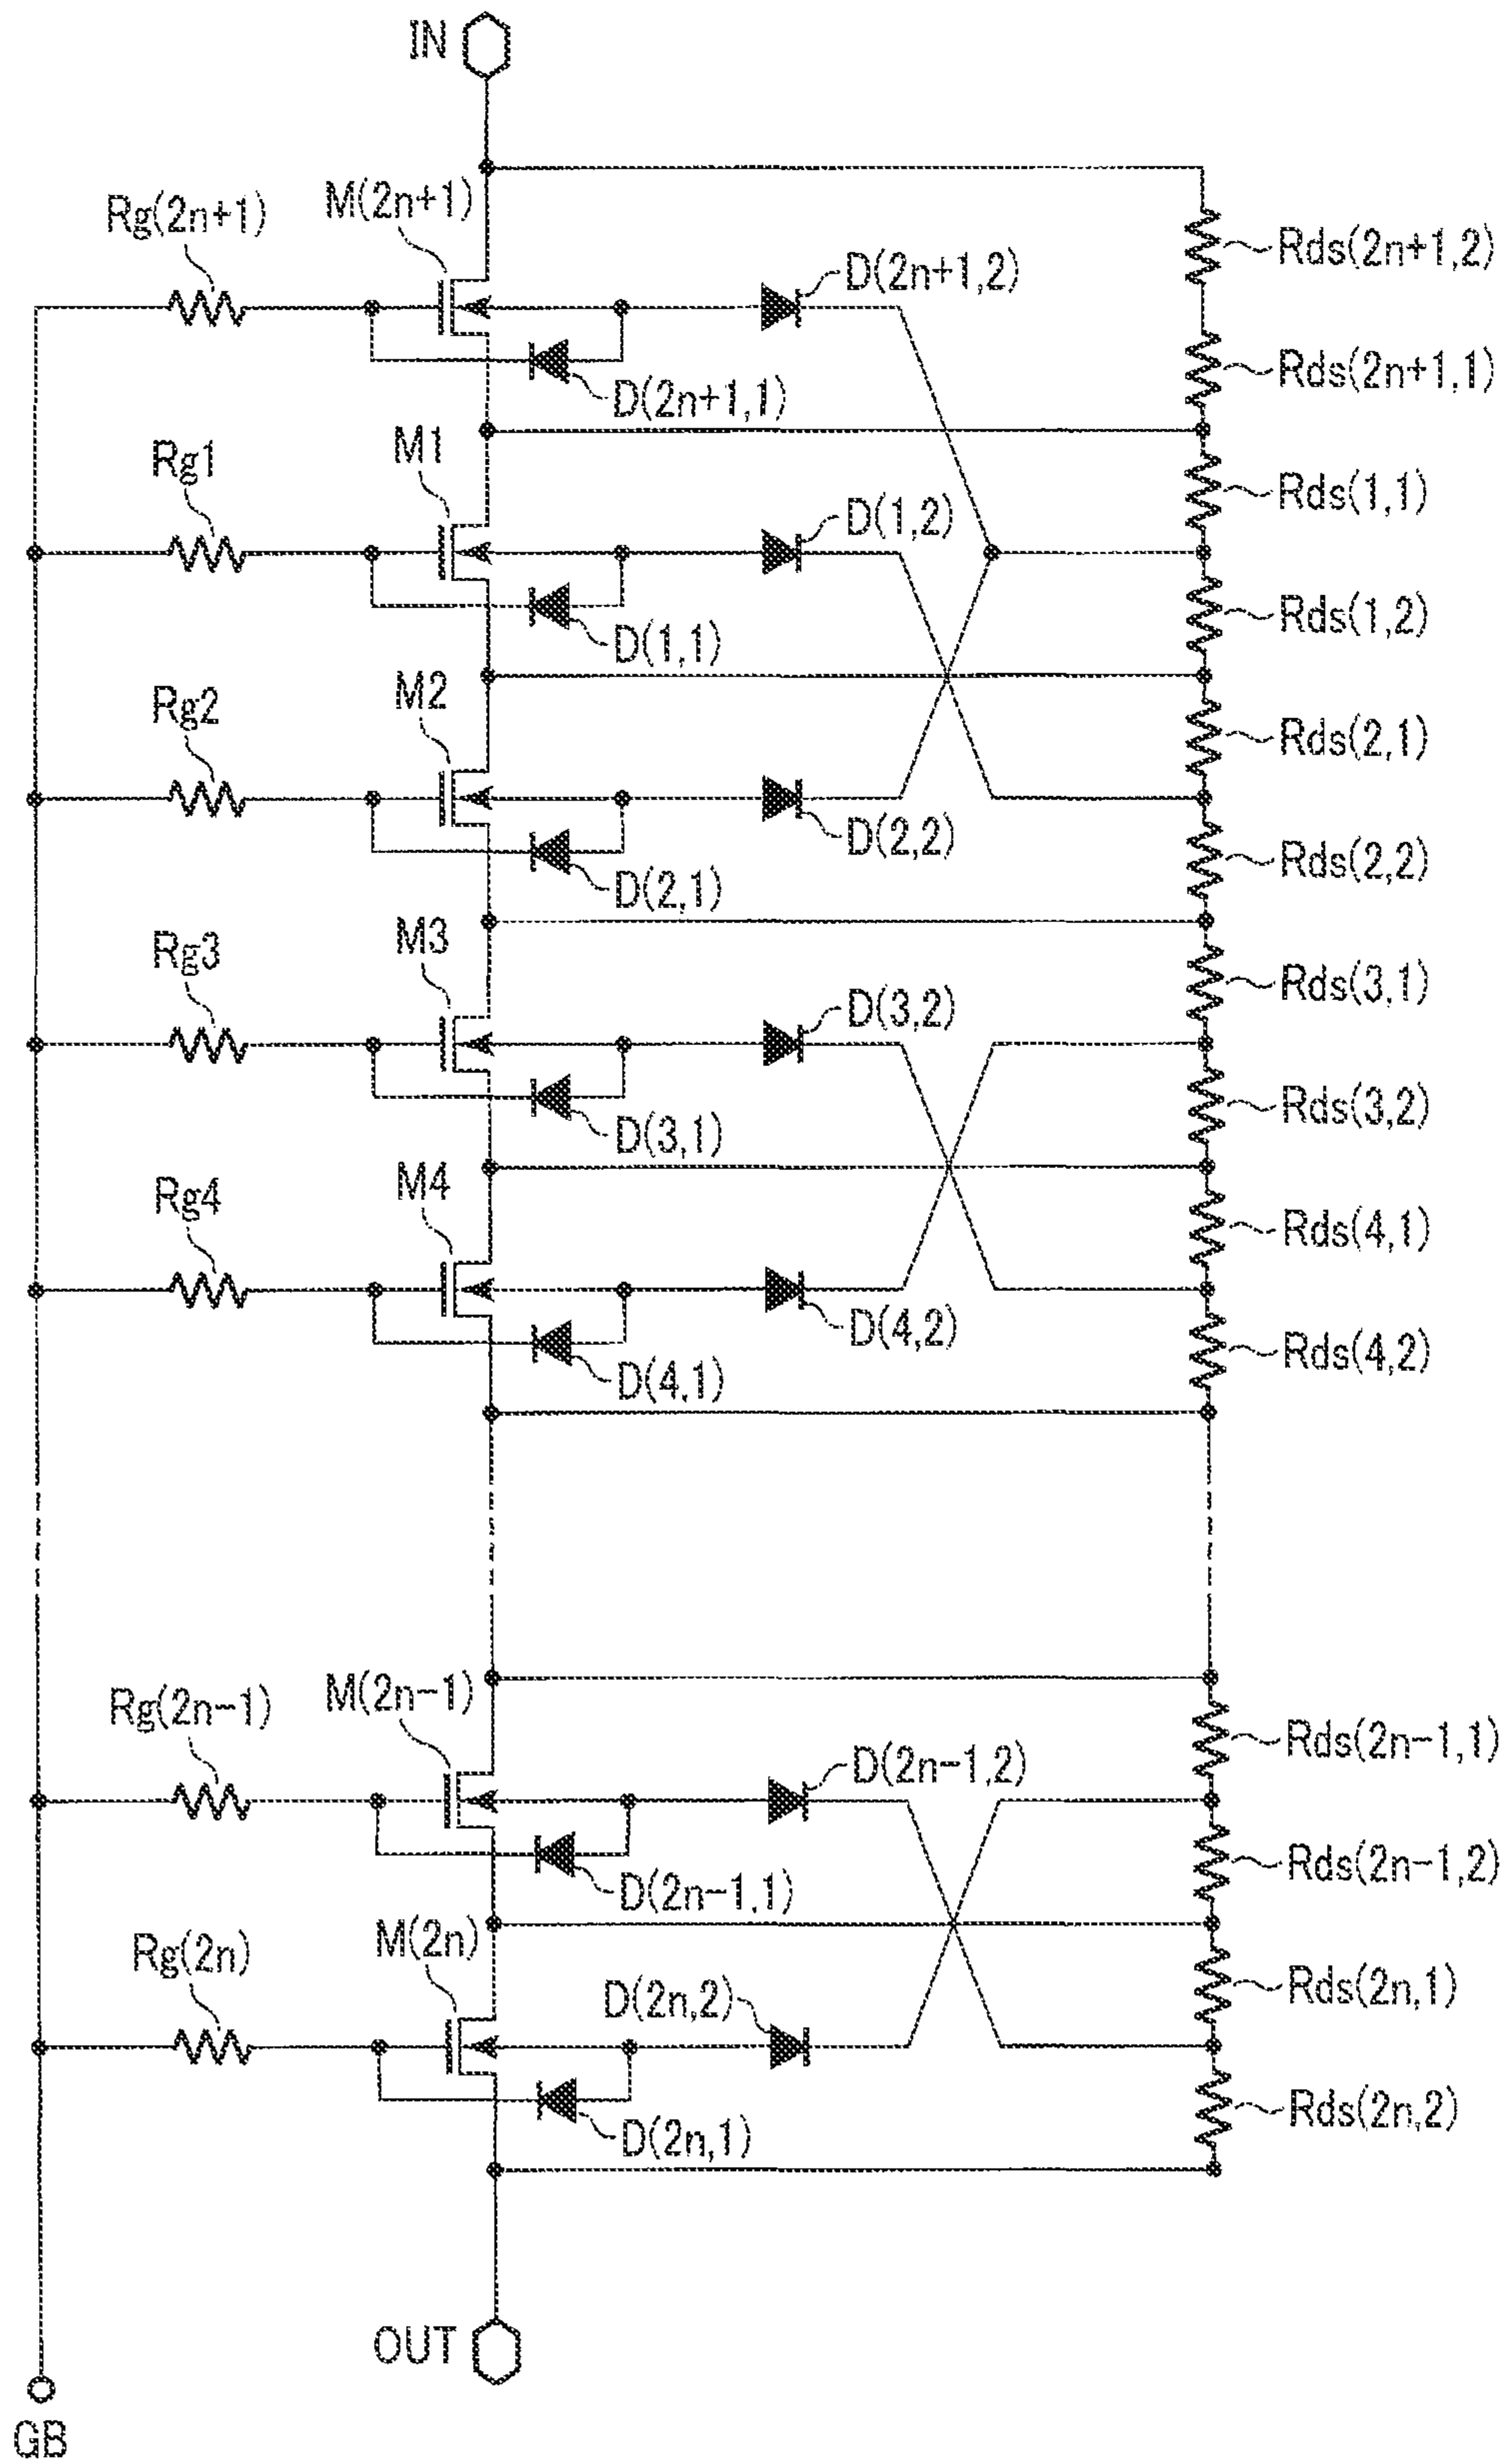 IN
Rg(2n+1)
M(2n+1)
D(2n+1,2)
Rds(2n+1,2)
D(2n+1,1)
Rds(2n+1,1)
Rg1
M1
D(1,2)
Rds(1,1)
D(1,1)
Rds(1,2)
Rg2
M2
D(2,2)
Rds(2,1)
D(2,1)
Rds(2,2)
Rg3
M3
D(3,2)
Rds(3,1)
D(3,1)
Rds(3,2)
Rg4
M4
D(4,2)
Rds(4,1)
D(4,1)
Rds(4,2)
Rg(2n-1)
M(2n-1)
D(2n-1,2)
Rds(2n-1,1)
D(2n-1,1)
Rds(2n-1,2)
Rg(2n)
M(2n)
D(2n,2)
Rds(2n,1)
D(2n,1)
Rds(2n,2)
OUT
GB